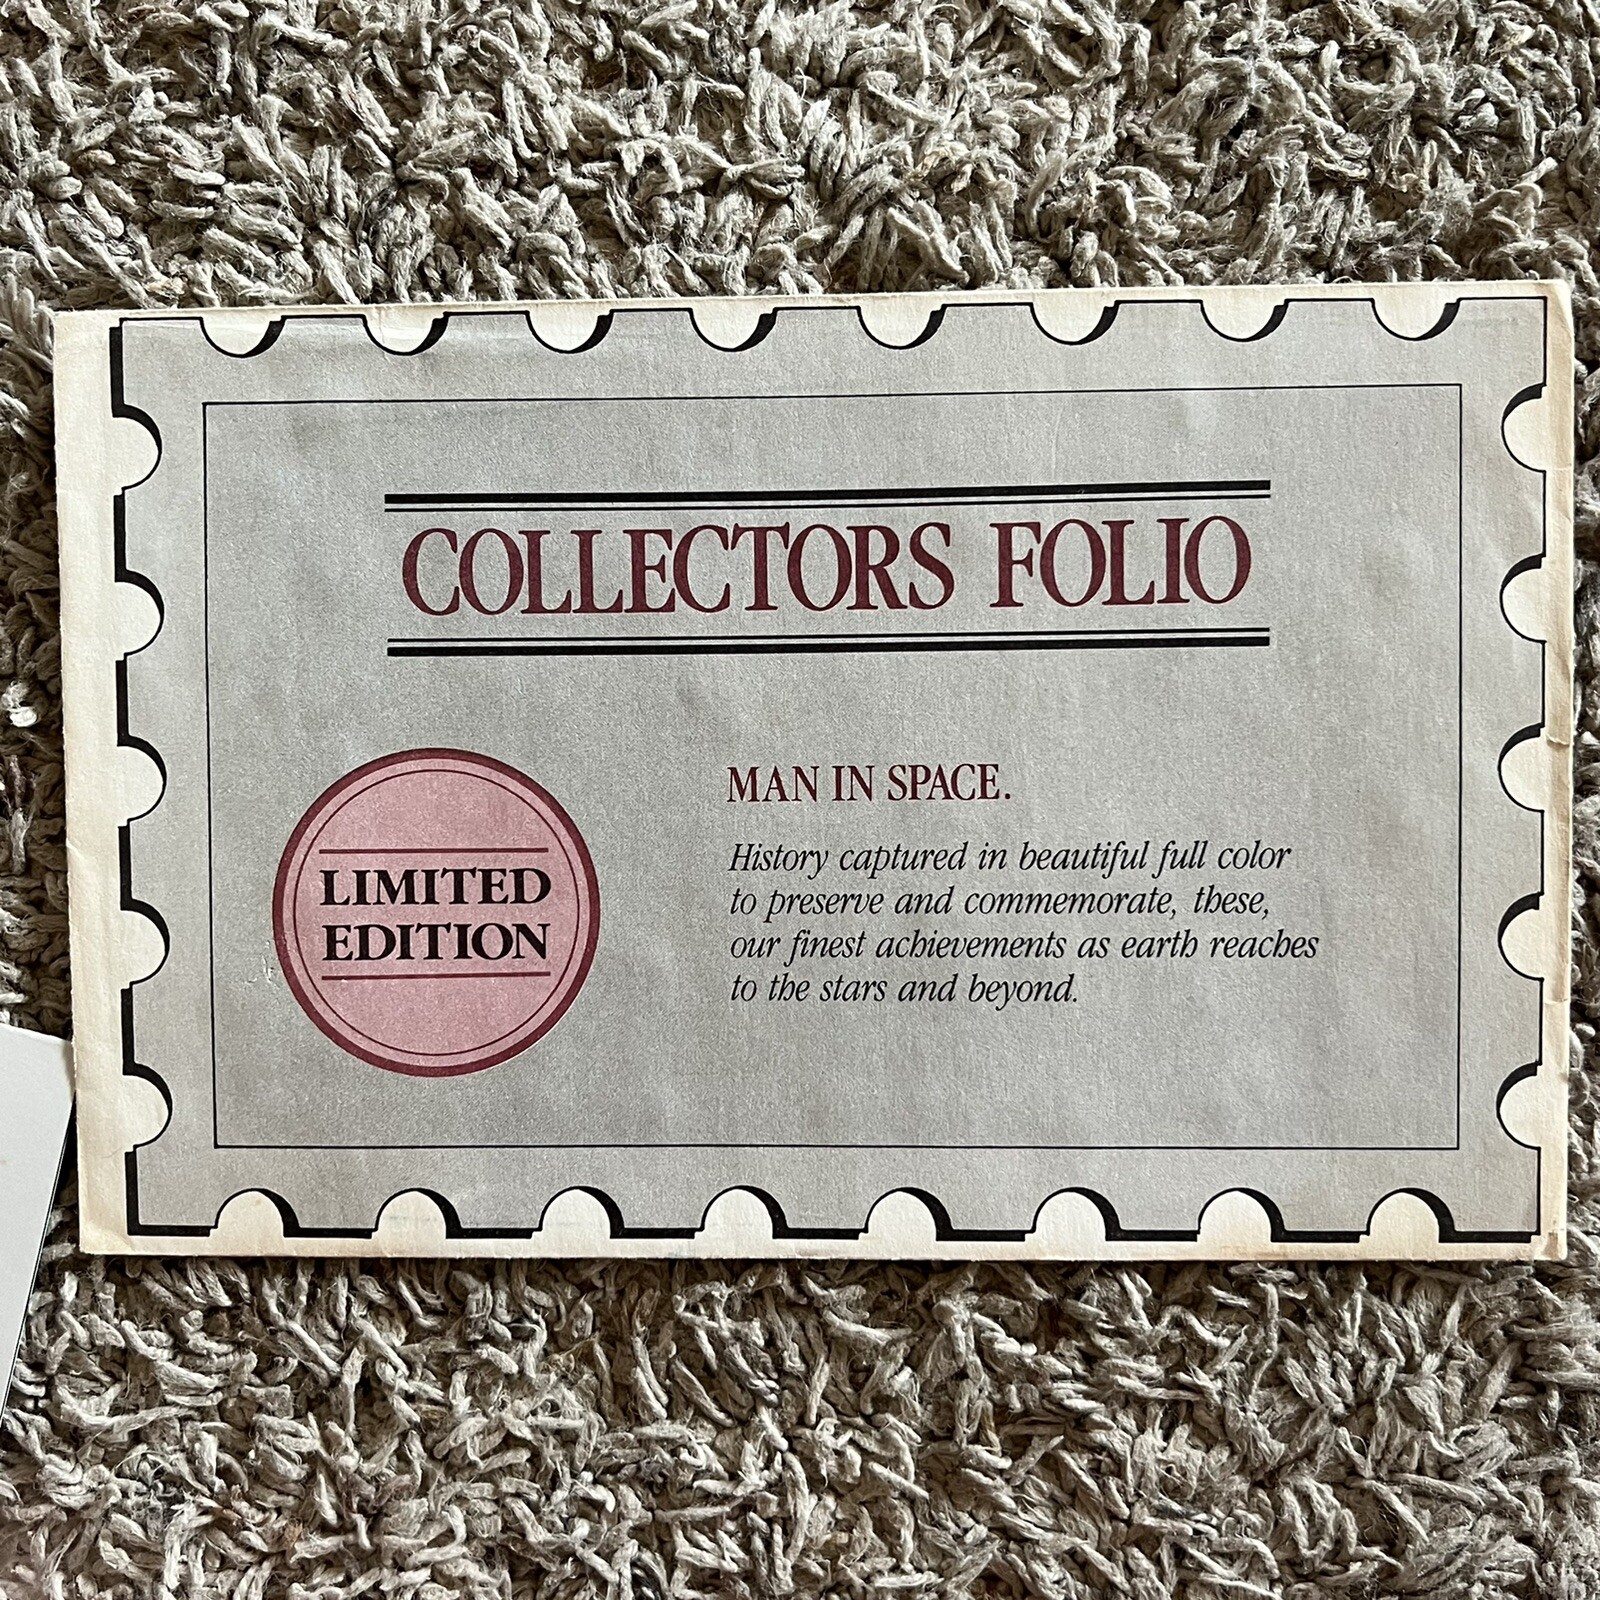 COLLECTORS FOLIO
LIMITED
EDITION
MAN IN SPACE.
History captured in beautiful full color
to preserve and commemorate, these,
our finest achievements as earth reaches
to the stars and beyond.